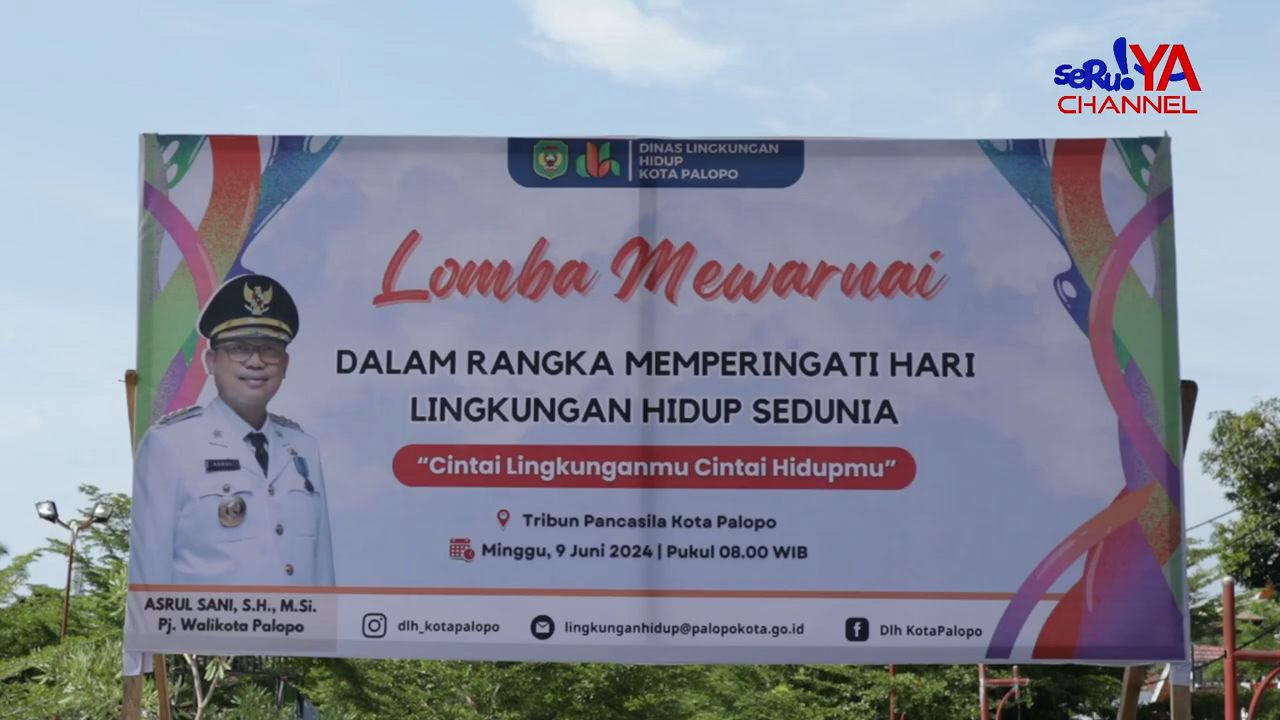 seRu!YA
CHANNEL
DINAS LINGKUNGAN
HIDUP
KOTA PALOPO
Lomba Mewarnai
DALAM RANGKA MEMPERINGATI HARI
LINGKUNGAN HIDUP SEDUNIA
“Cintai Lingkunganmu Cintai Hidupmu”
Tribun Pancasila Kota Palopo
Minggu, 9 Juni 2024 | Pukul 08.00 WIB
ASRUL SANI, S.H., M.Si.
Pj. Walikota Palopo
dlh_kotapalopo
lingkunganhidup@palopokota.go.id
Dlh KotaPalopo